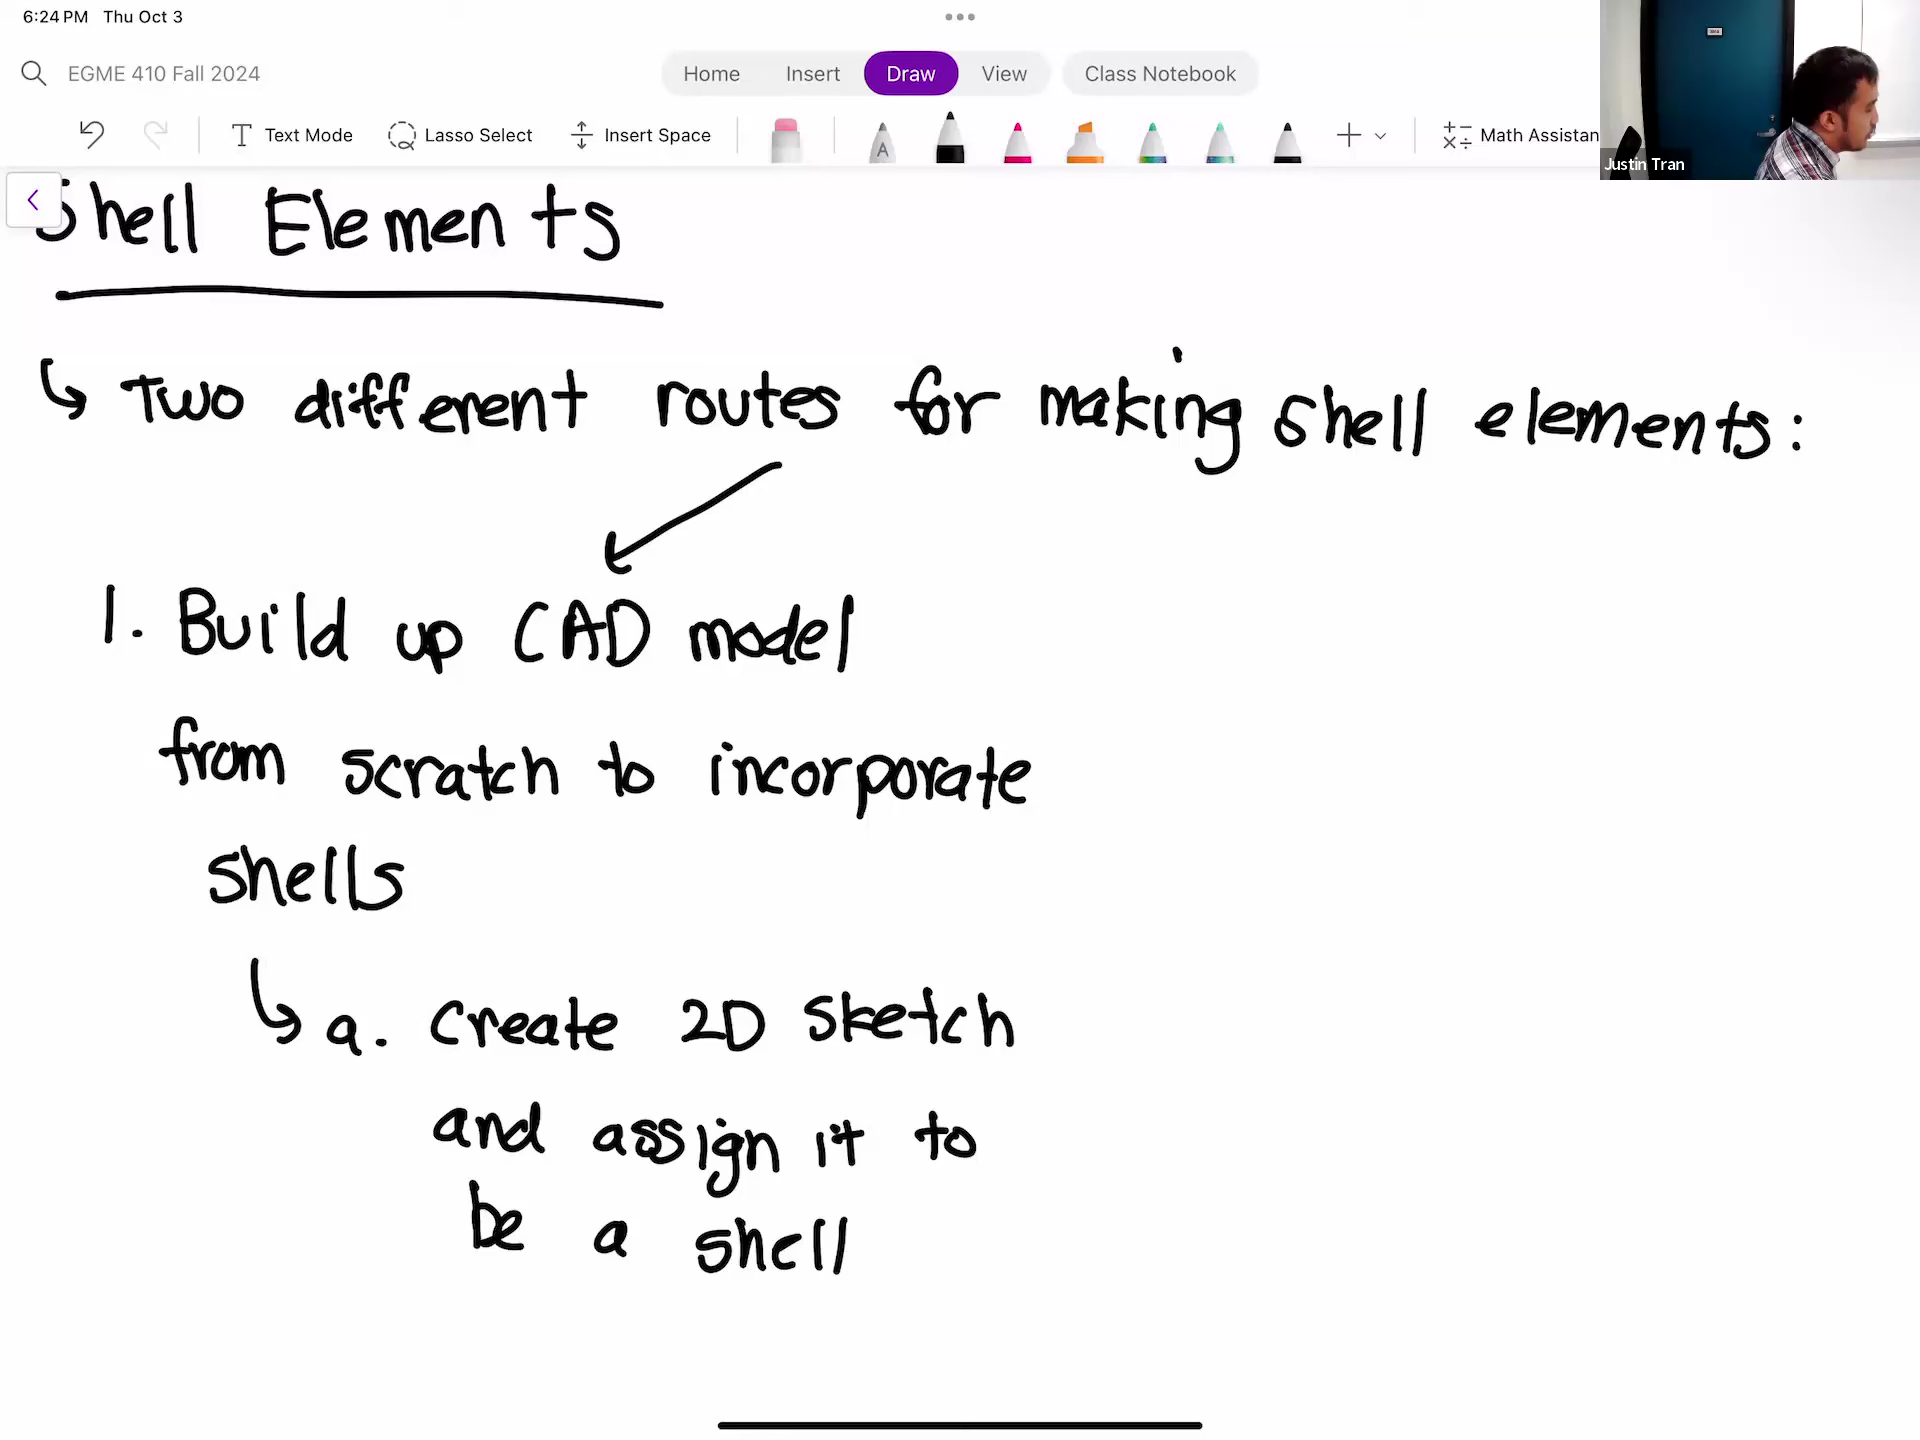 6:24 PM Thu Oct 3
EGME 410 Fall 2024
Home Insert Draw View Class Notebook
Text Mode Lasso Select Insert Space A Math Assistan
Justin Tran
Shell Elements
Two different routes for making shell elements:
1. Build up CAD model
from scratch to incorporate
shells
a. Create 2D sketch
and assign it to
be a shell